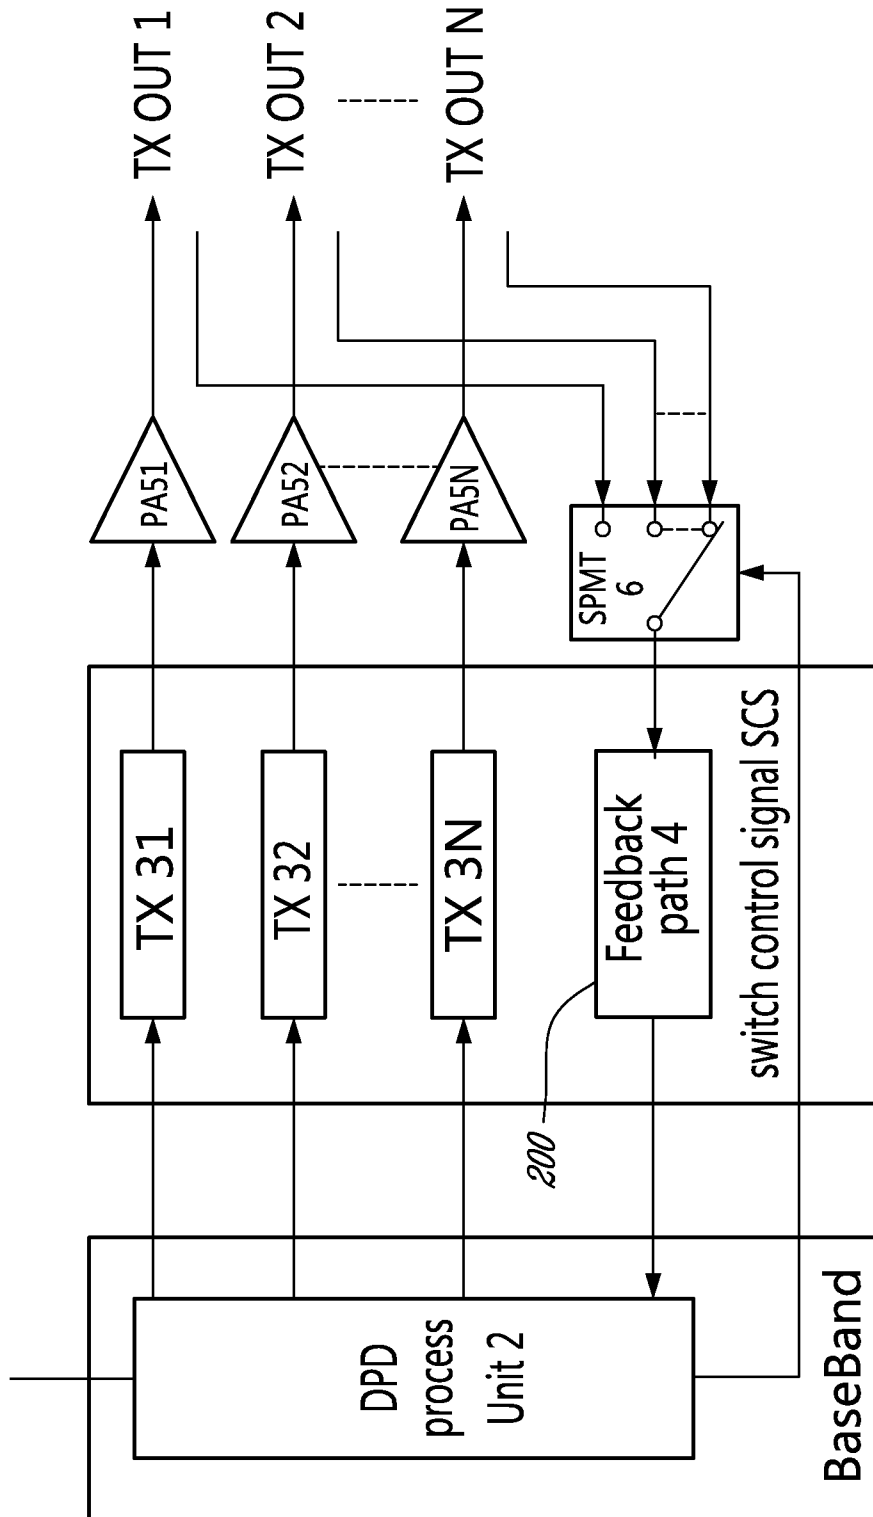 TX OUT 1
TX OUT 2
TX OUT N
PA51
PA52
PA5N
SPMT
6
TX 31
TX 32
TX 3N
Feedback
path 4
switch control signal SCS
200
DPD
process
Unit 2
BaseBand